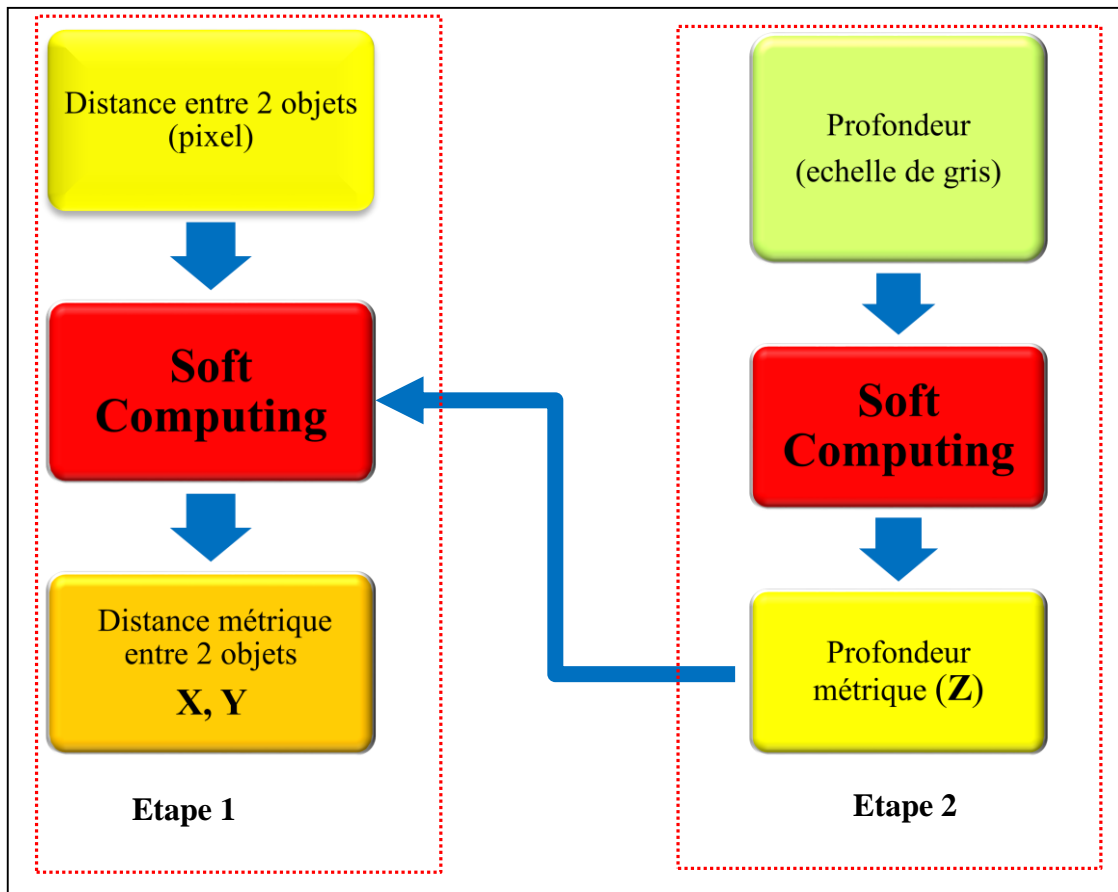 Distance entre 2 objets
(pixel)
Soft
Computing
Distance métrique
entre 2 objets
X, Y
Etape 1
Profondeur
(echelle de gris)
Soft
Computing
Profondeur
métrique (Z)
Etape 2